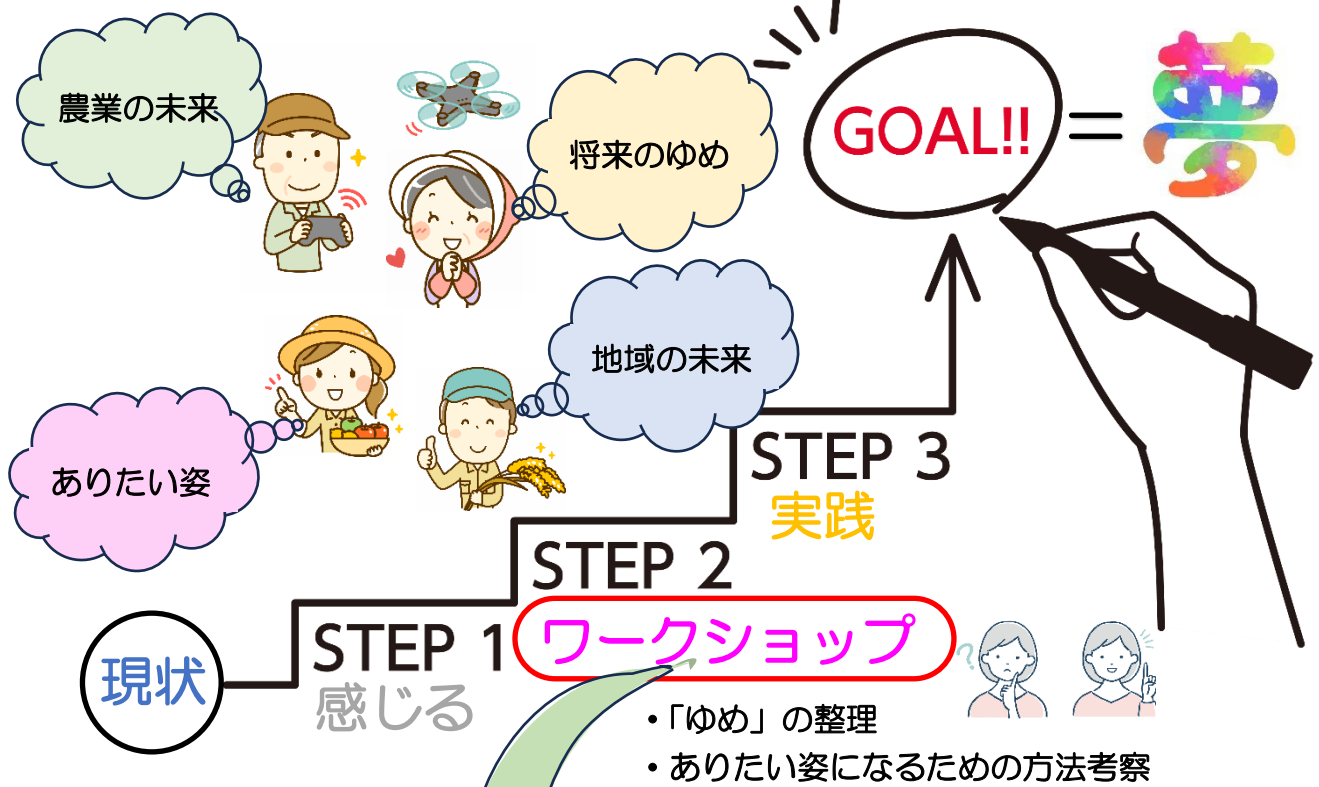 農業の未来
将来のゆめ
GOAL!!
=
夢
地域の未来
ありたい姿
STEP 3
実践
STEP 2
ワークショップ
STEP 1
感じる
現状
?
・「ゆめ」の整理
・ありたい姿になるための方法考察